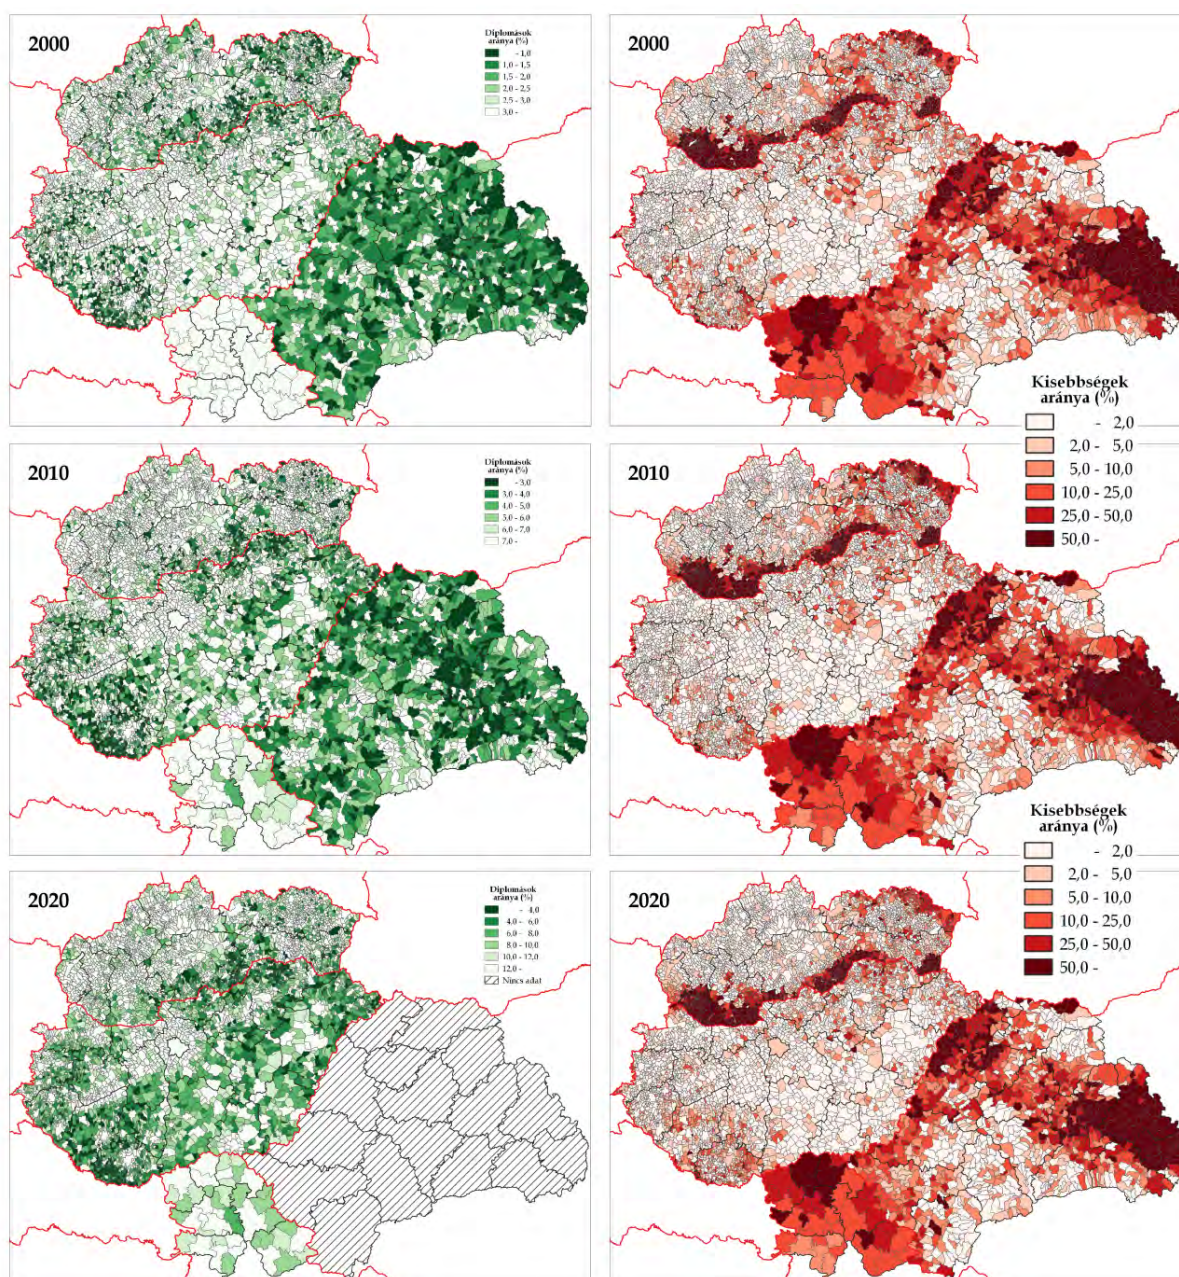 2000
Diplomások
aránya (%)
- 1,0
1,0 - 1,5
1,5 - 2,0
2,0 - 2,5
2,5 - 3,0
3,0 -
2000
Kisebbségek
aránya (%)
- 2,0
2,0 - 5,0
5,0 - 10,0
10,0 - 25,0
25,0 - 50,0
50,0 -
2010
Diplomások
aránya (%)
- 3,0
3,0 - 4,0
4,0 - 5,0
5,0 - 6,0
6,0 - 7,0
7,0 -
2010
Kisebbségek
aránya (%)
- 2,0
2,0 - 5,0
5,0 - 10,0
10,0 - 25,0
25,0 - 50,0
50,0 -
2020
Diplomások
aránya (%)
- 4,0
4,0 - 6,0
6,0 - 8,0
8,0 - 10,0
10,0 - 12,0
12,0 -
Nincs adat
2020